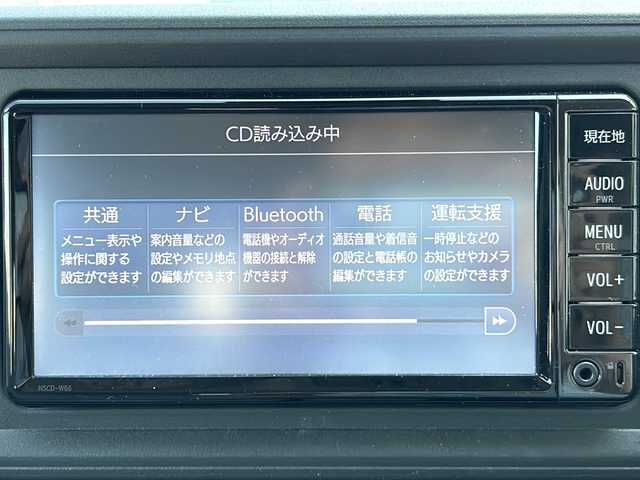 CD読み込み中
共通
メニュー表示や
操作に関する
設定ができます
ナビ
案内音量などの
設定やメモリ地点
の編集ができます
Bluetooth
電話機やオーディオ
機器の接続と解除
ができます
電話
通話音量や着信音
の設定と電話帳の
編集ができます
運転支援
一時停止などの
お知らせやカメラ
の設定ができます
NSCD-W66
現在地
AUDIO
PWR
MENU
CTRL
VOL+
VOL-